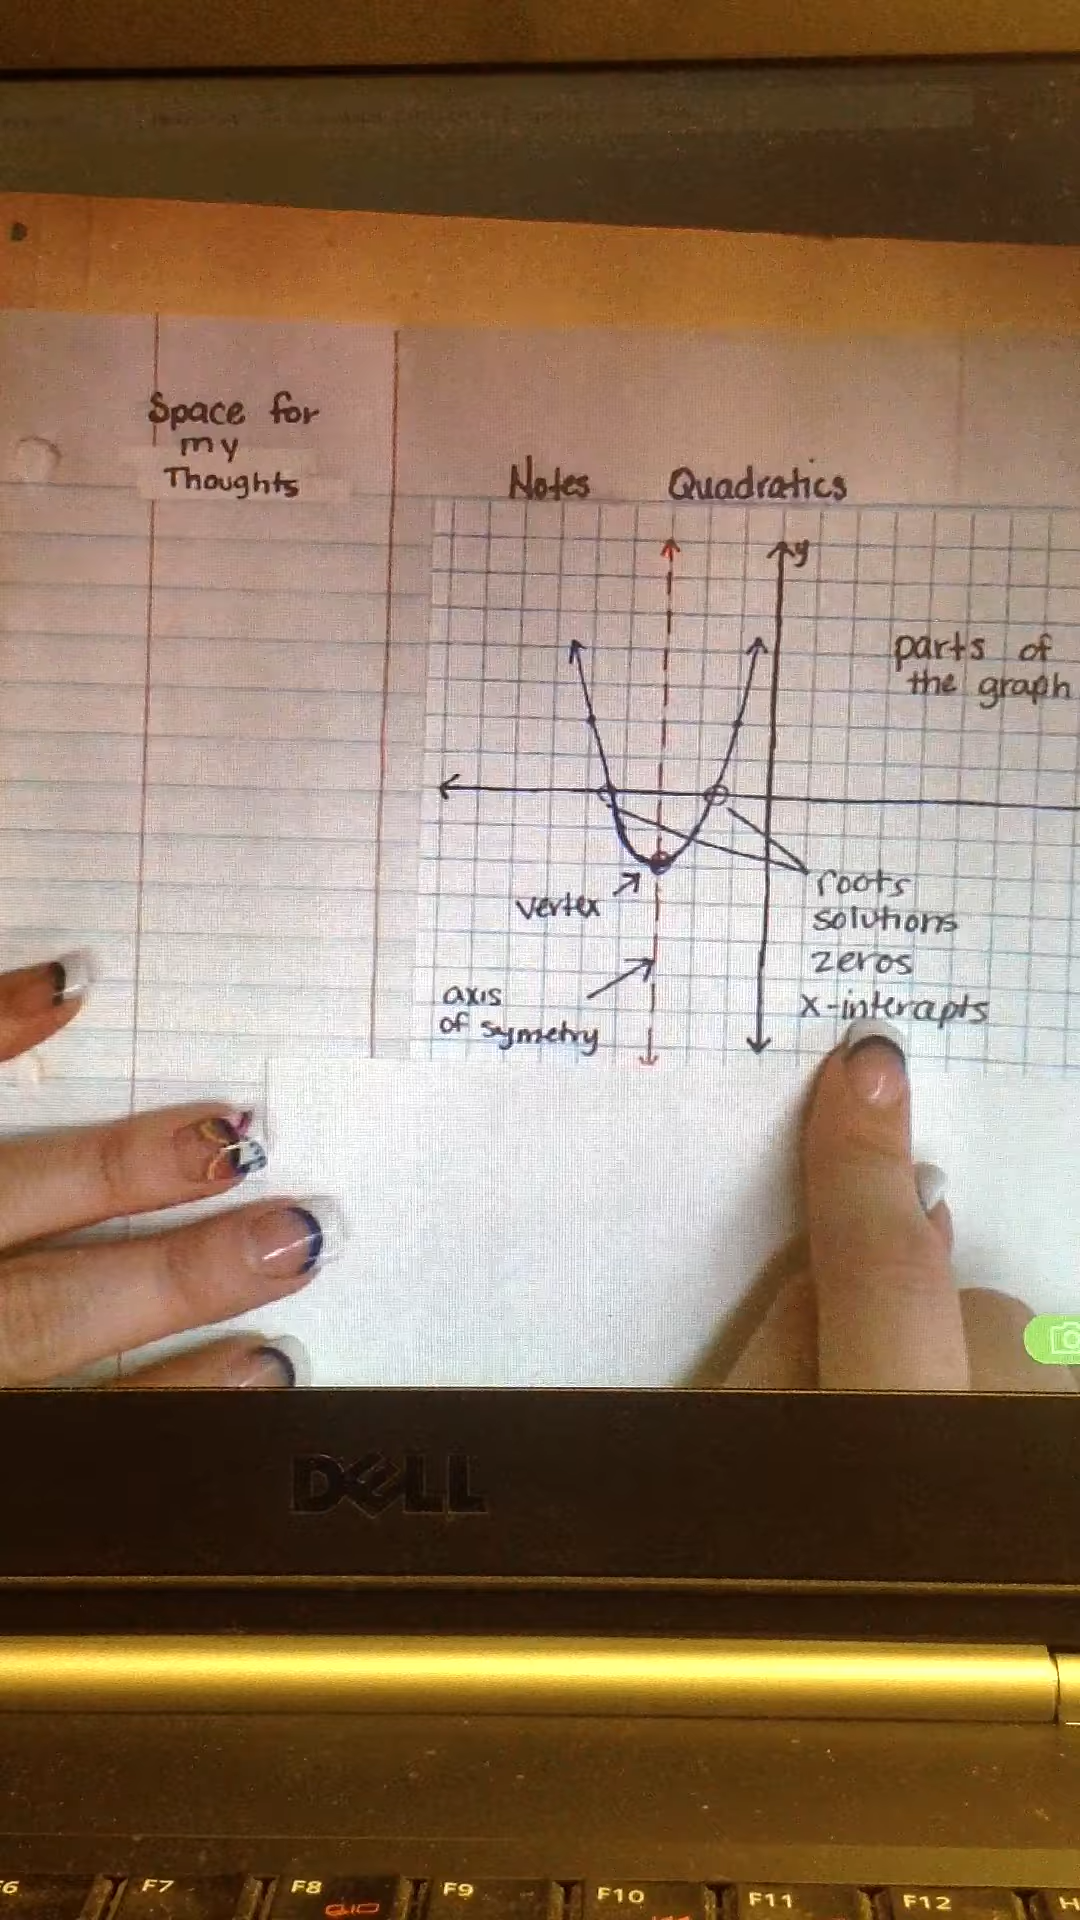 Space for
my
Thoughts
Notes Quadratics
y
parts of
the graph
vertex
roots
solutions
zeros
x-interapts
axis
of symetry
DELL
F7 F8 F9 F10 F11 F12